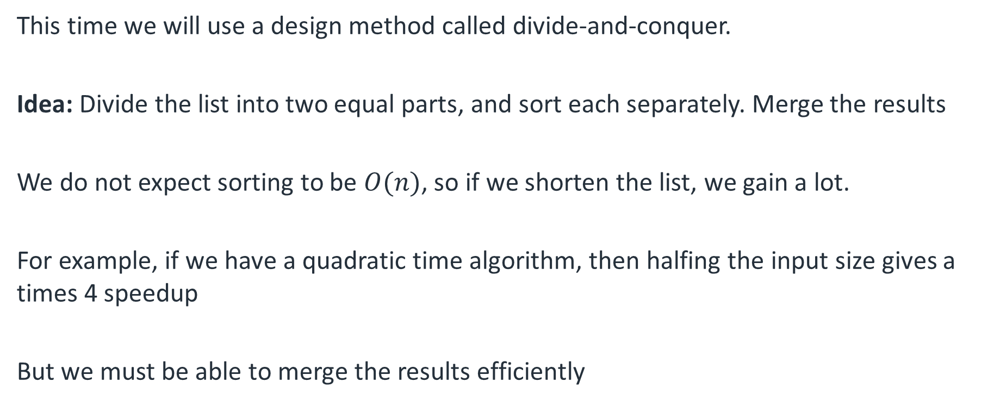 This time we will use a design method called divide-and-conquer.
Idea: Divide the list into two equal parts, and sort each separately. Merge the results
We do not expect sorting to be O(n), so if we shorten the list, we gain a lot.
For example, if we have a quadratic time algorithm, then halfing the input size gives a
times 4 speedup
But we must be able to merge the results efficiently